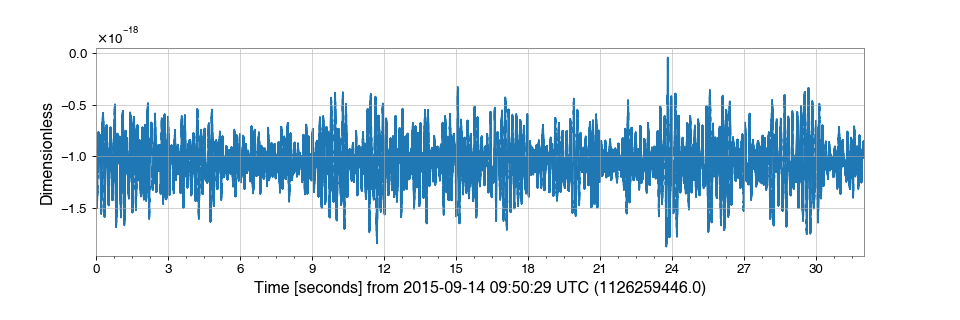 ×10⁻¹⁸
0.0
−0.5
−1.0
−1.5
Dimensionless
0 3 6 9 12 15 18 21 24 27 30
Time [seconds] from 2015-09-14 09:50:29 UTC (1126259446.0)